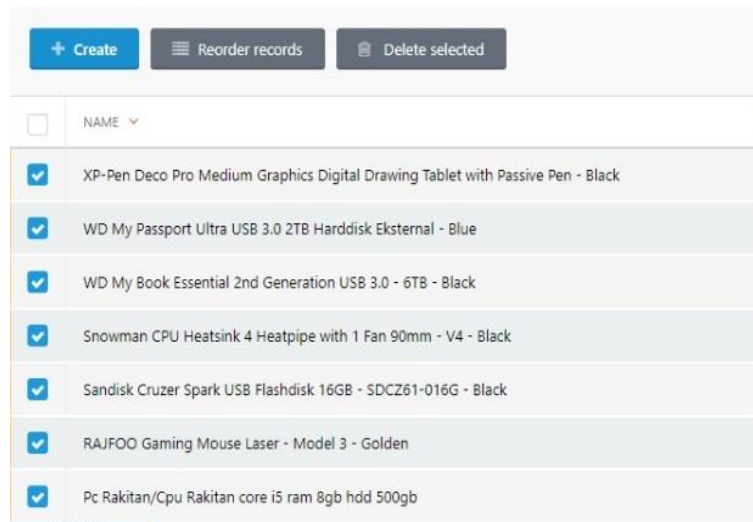 Create
Reorder records
Delete selected
NAME
XP-Pen Deco Pro Medium Graphics Digital Drawing Tablet with Passive Pen - Black
WD My Passport Ultra USB 3.0 2TB Harddisk Eksternal - Blue
WD My Book Essential 2nd Generation USB 3.0 - 6TB - Black
Snowman CPU Heatsink 4 Heatpipe with 1 Fan 90mm - V4 - Black
Sandisk Cruzer Spark USB Flashdisk 16GB - SDCZ61-016G - Black
RAJFOO Gaming Mouse Laser - Model 3 - Golden
Pc Rakitan/Cpu Rakitan core i5 ram 8gb hdd 500gb